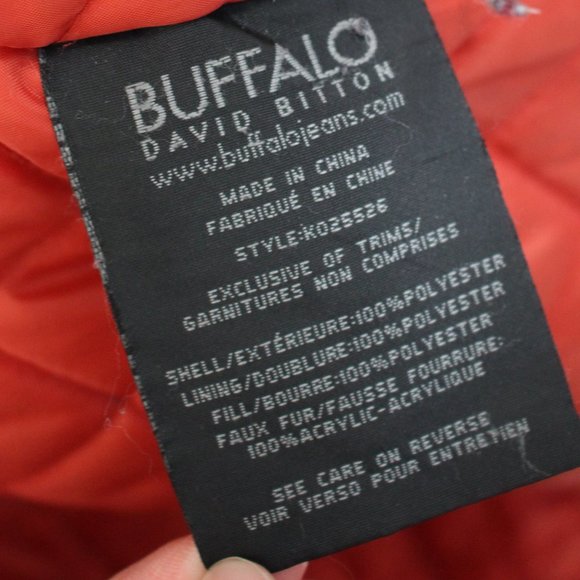 BUFFALO
DAVID BITTON
www.buffalojeans.com
MADE IN CHINA
FABRIQUÉ EN CHINE
STYLE:K025526
EXCLUSIVE OF TRIMS/
GARNITURES NON COMPRISES
SHELL/EXTÉRIEURE:100%POLYESTER
LINING/DOUBLURE:100%POLYESTER
FILL/BOURRE:100%POLYESTER
FAUX FUR/FAUSSE FOURRURE:
100%ACRYLIC-ACRYLIQUE
SEE CARE ON REVERSE
VOIR VERSO POUR ENTRETIEN